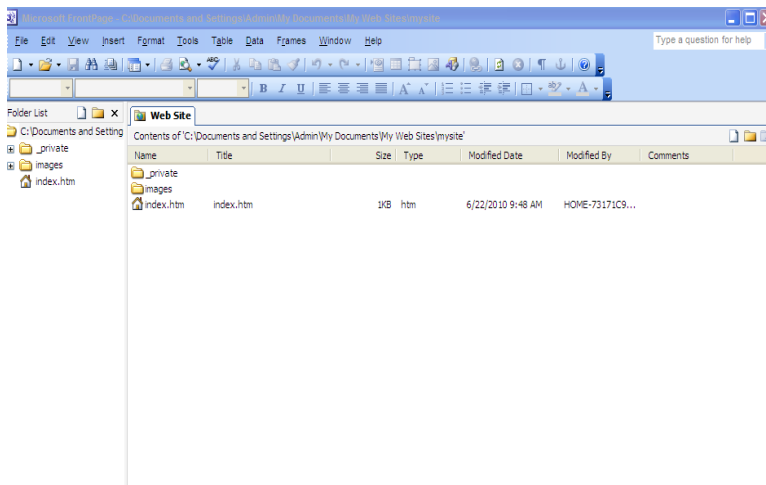 Microsoft FrontPage - C:\Documents and Settings\Admin\My Documents\My Web Sites\mysite
File Edit View Insert Format Tools Table Data Frames Window Help
Type a question for help
ABC
B I U A A A
Folder List
Web Site
C:\Documents and Setting
Contents of 'C:\Documents and Settings\Admin\My Documents\My Web Sites\mysite'
_private
Name Title Size Type Modified Date Modified By Comments
images
_private
index.htm
images
index.htm index.htm 1KB htm 6/22/2010 9:48 AM HOME-73171C9...